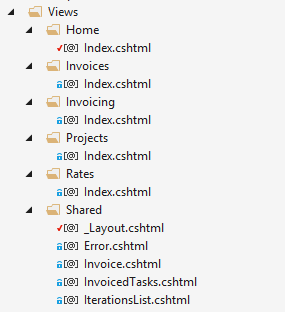 Views
Home
[@] Index.cshtml
Invoices
[@] Index.cshtml
Invoicing
[@] Index.cshtml
Projects
[@] Index.cshtml
Rates
[@] Index.cshtml
Shared
[@] _Layout.cshtml
[@] Error.cshtml
[@] Invoice.cshtml
[@] InvoicedTasks.cshtml
[@] IterationsList.cshtml